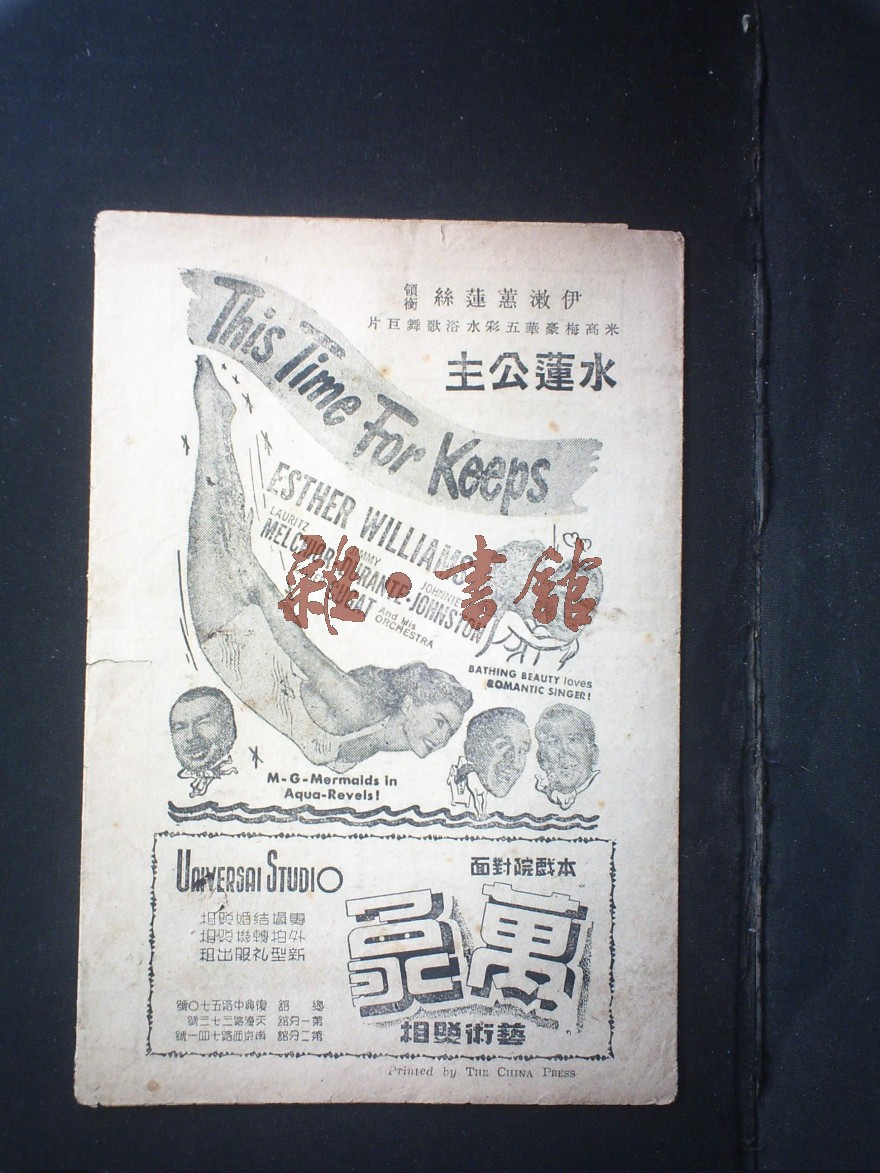 伊漱蕙蓮絲領銜
米高梅豪華五彩水浴歌舞巨片
水蓮公主
This Time For Keeps
ESTHER WILLIAMS
LAURITZ MELCHIOR · JIMMY DURANTE - JOHNNIE JOHNSTON
CUGAT And His ORCHESTRA
雜·書館
BATHING BEAUTY loves
ROMANTIC SINGER!
M-G-Mermaids in
Aqua-Revels!
本戲院對面
UNIVERSAL STUDIO
萬象
藝術照相
專攝結婚照相
外拍轉機照相
新型礼服出租
總館 復興中路五七〇號
第一分館 天潼路三七三號
第二分館 南京西路七四一號
Printed by THE CHINA PRESS